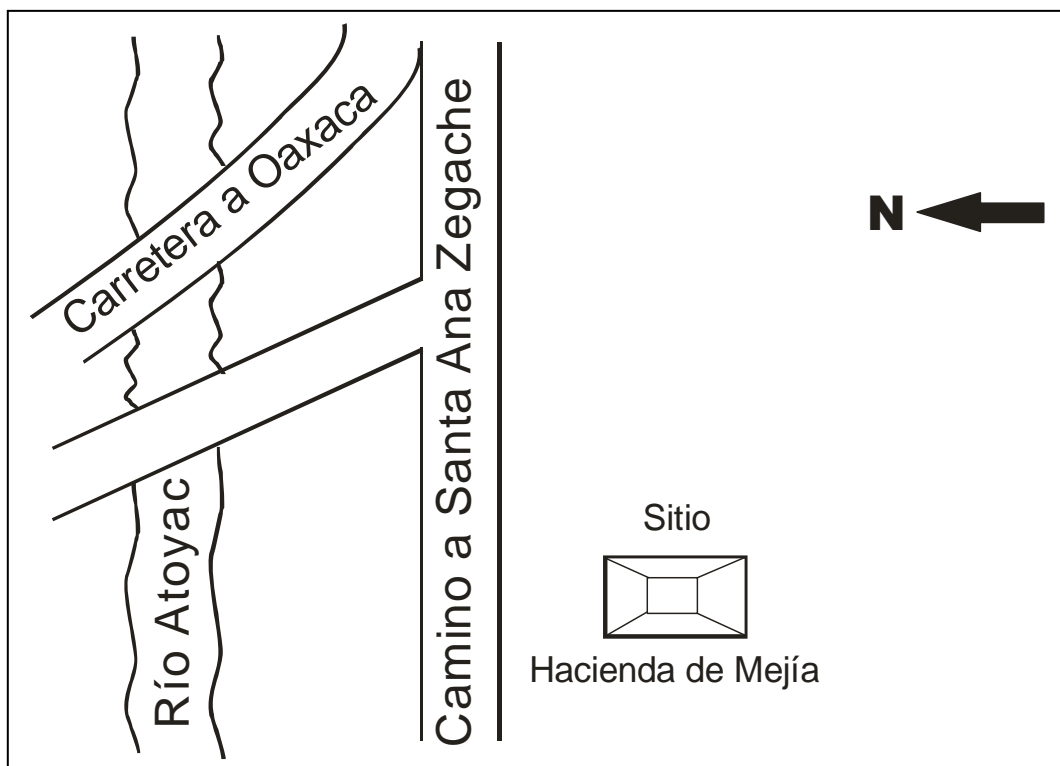 Carretera a Oaxaca
Camino a Santa Ana Zegache
N
Río Atoyac
Sitio
Hacienda de Mejía